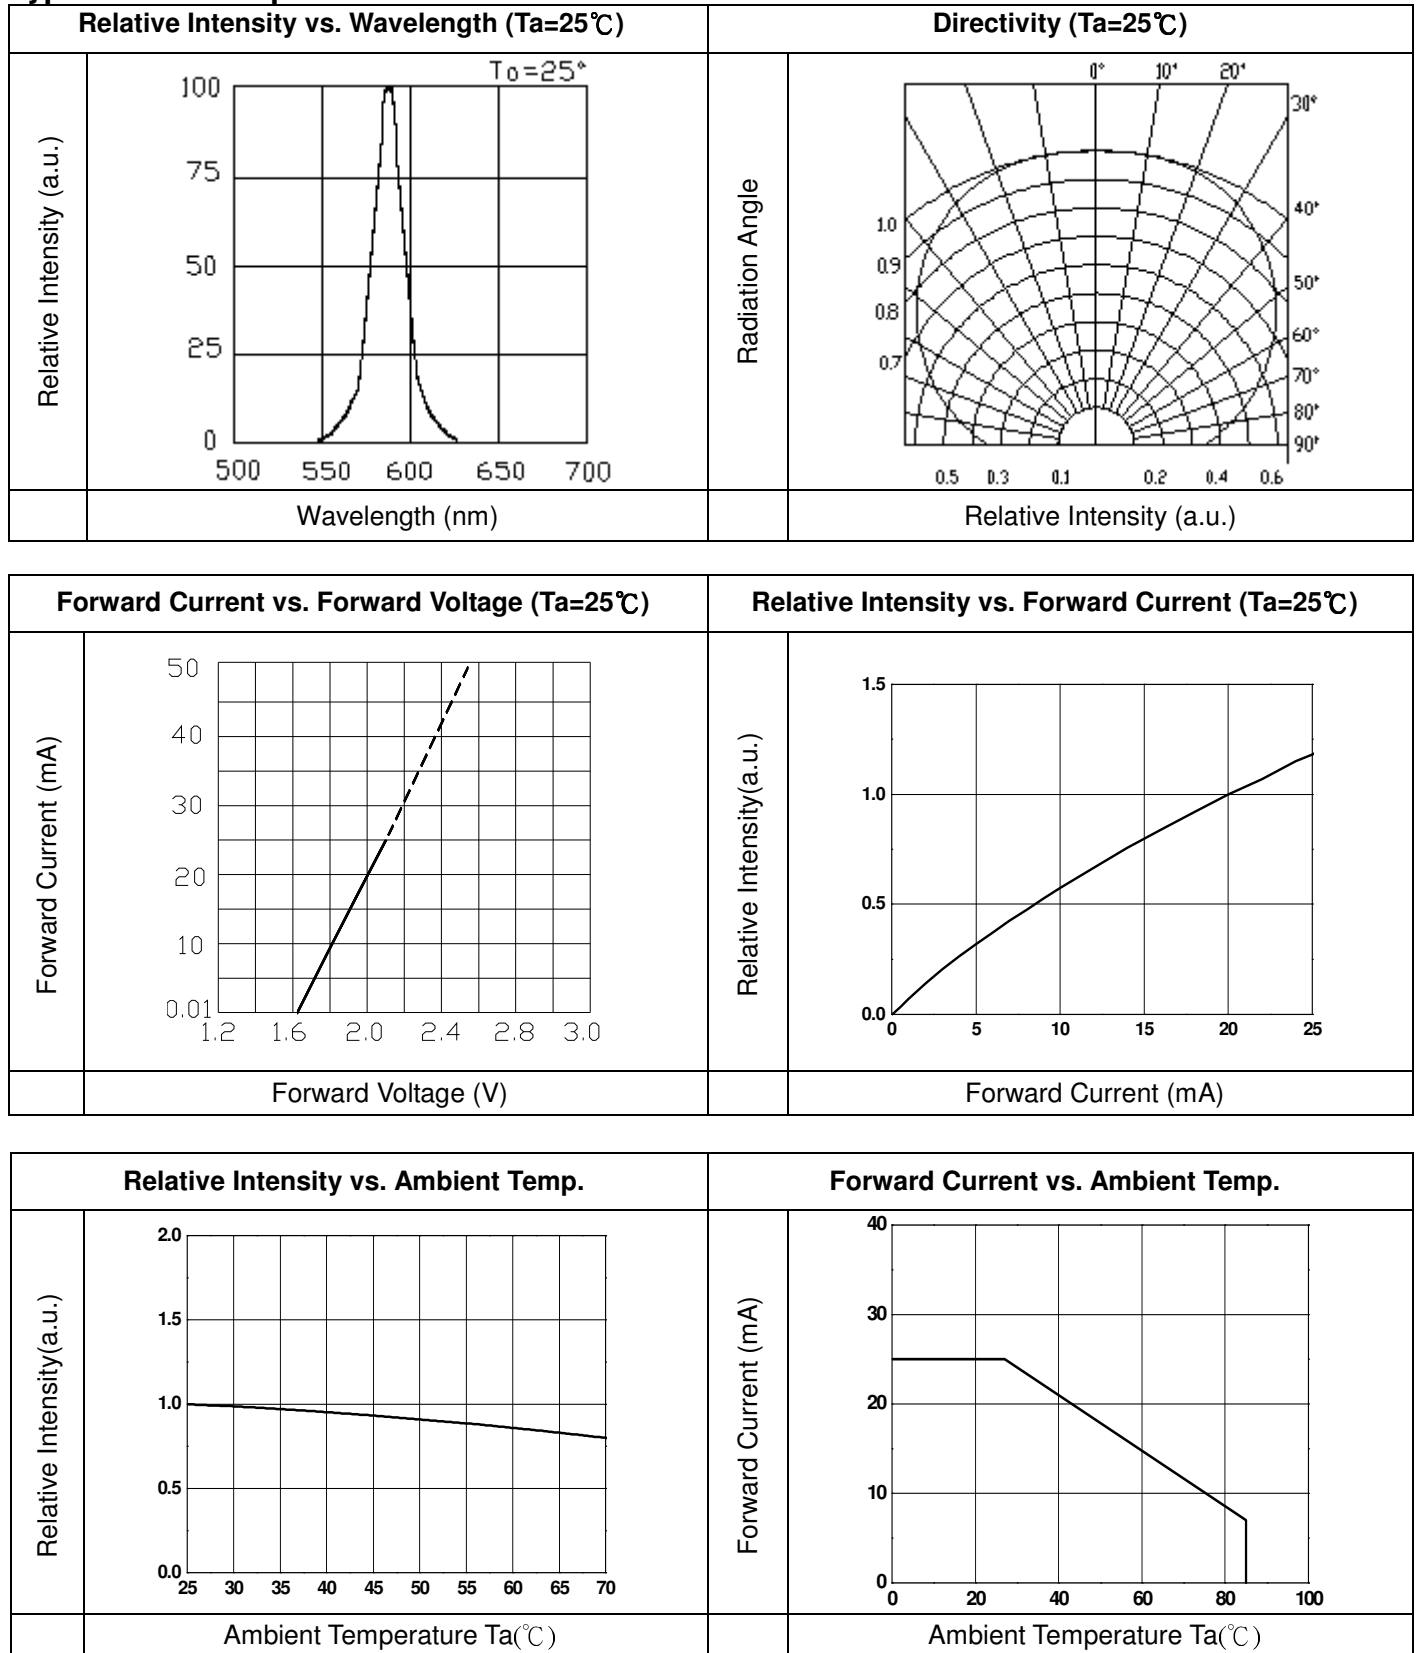 Relative Intensity vs. Wavelength (Ta=25℃)
Directivity (Ta=25℃)
Relative Intensity (a.u.)
Ta=25°
100
75
50
25
0
500 550 600 650 700
Wavelength (nm)
Radiation Angle
0° 10° 20°
30°
40°
50°
60°
70°
80°
90°
1.0
0.9
0.8
0.7
0.5 0.3 0.1 0.2 0.4 0.6
Relative Intensity (a.u.)
Forward Current vs. Forward Voltage (Ta=25℃)
Relative Intensity vs. Forward Current (Ta=25℃)
Forward Current (mA)
50
40
30
20
10
0.01
1.2 1.6 2.0 2.4 2.8 3.0
Forward Voltage (V)
Relative Intensity(a.u.)
1.5
1.0
0.5
0.0
0 5 10 15 20 25
Forward Current (mA)
Relative Intensity vs. Ambient Temp.
Forward Current vs. Ambient Temp.
Relative Intensity(a.u.)
2.0
1.5
1.0
0.5
0.0
25 30 35 40 45 50 55 60 65 70
Ambient Temperature Ta(℃)
Forward Current (mA)
40
30
20
10
0
0 20 40 60 80 100
Ambient Temperature Ta(℃)